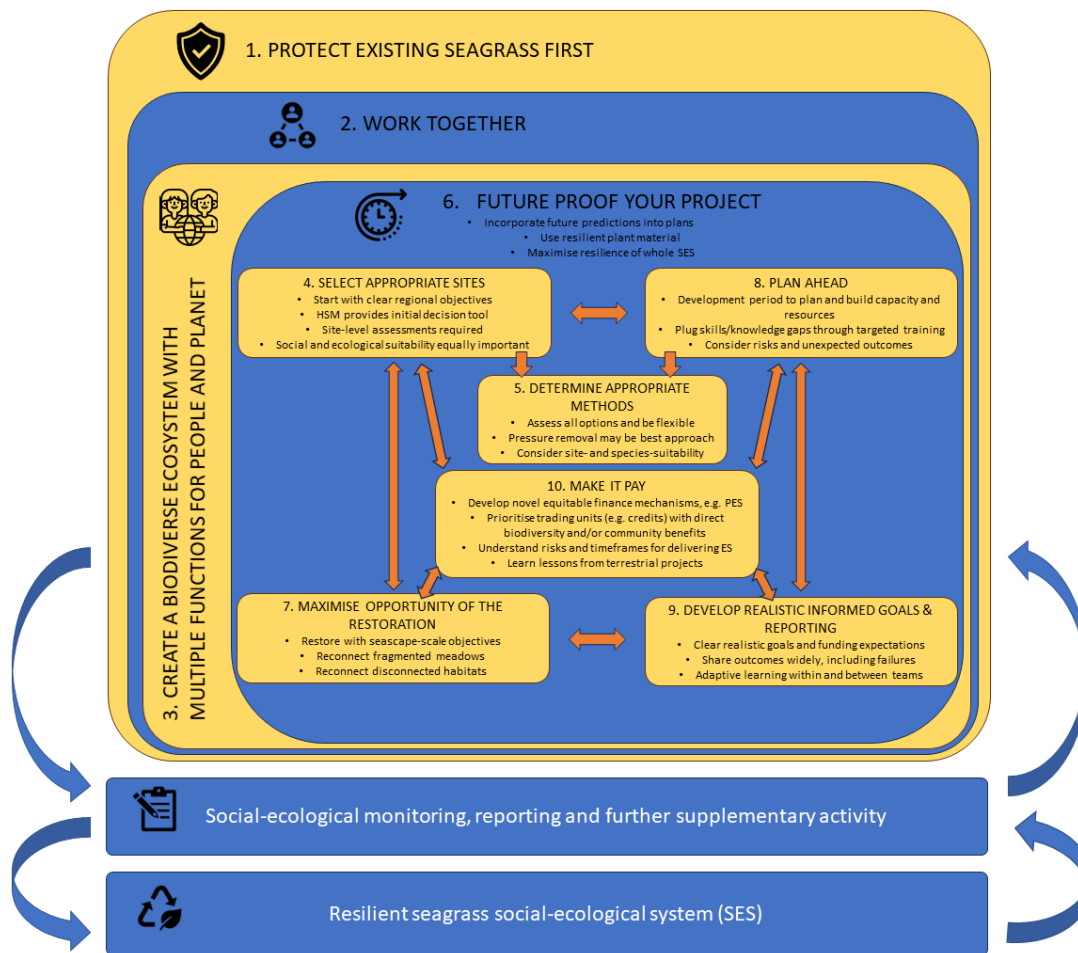 1. PROTECT EXISTING SEAGRASS FIRST
2. WORK TOGETHER
3. CREATE A BIODIVERSE ECOSYSTEM WITH
MULTIPLE FUNCTIONS FOR PEOPLE AND PLANET
6. FUTURE PROOF YOUR PROJECT
• Incorporate future predictions into plans
• Use resilient plant material
• Maximise resilience of whole SES
4. SELECT APPROPRIATE SITES
• Start with clear regional objectives
• HSM provides initial decision tool
• Site-level assessments required
• Social and ecological suitability equally important
8. PLAN AHEAD
• Development period to plan and build capacity and
resources
• Plug skills/knowledge gaps through targeted training
• Consider risks and unexpected outcomes
5. DETERMINE APPROPRIATE
METHODS
• Assess all options and be flexible
• Pressure removal may be best approach
• Consider site- and species-suitability
10. MAKE IT PAY
• Develop novel equitable finance mechanisms, e.g. PES
• Prioritise trading units (e.g. credits) with direct
biodiversity and/or community benefits
• Understand risks and timeframes for delivering ES
• Learn lessons from terrestrial projects
7. MAXIMISE OPPORTUNITY OF THE
RESTORATION
• Restore with seascape-scale objectives
• Reconnect fragmented meadows
• Reconnect disconnected habitats
9. DEVELOP REALISTIC INFORMED GOALS &
REPORTING
• Clear realistic goals and funding expectations
• Share outcomes widely, including failures
• Adaptive learning within and between teams
Social-ecological monitoring, reporting and further supplementary activity
Resilient seagrass social-ecological system (SES)